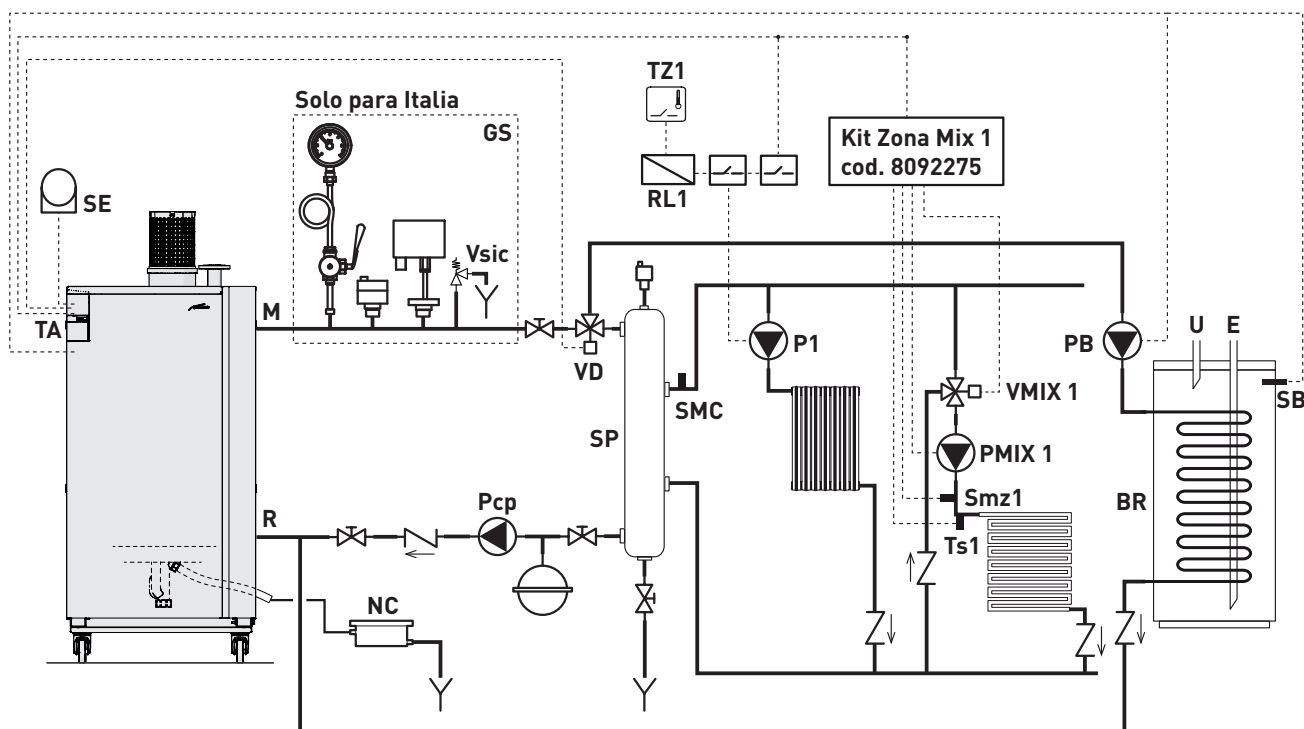 TZ1
Solo para Italia
GS
Kit Zona Mix 1
cod. 8092275
SE
RL1
Vsic
M
TA
VD
P1
PB
U
E
SMC
VMIX 1
SB
SP
PMIX 1
Smz1
BR
Pcp
R
Ts1
NC